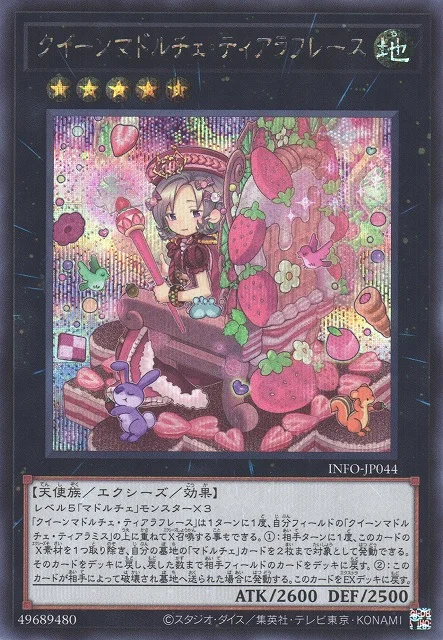 クイーンマドルチェ・ティアラフレース
地
INFO-JP044
【天使族／エクシーズ／効果】
レベル5「マドルチェ」モンスター×3
「クイーンマドルチェ・ティアラフレース」は1ターンに1度、自分フィールドの「クイーンマドル
チェ・ティアラミス」の上に重ねてX召喚する事もできる。①：相手ターンに1度、このカードの
X素材を1つ取り除き、自分の墓地の「マドルチェ」カードを2枚まで対象として発動できる。
そのカードをデッキに戻し、戻した数まで相手フィールドのカードをデッキに戻す。②：この
カードが相手によって破壊され墓地へ送られた場合に発動する。このカードをEXデッキに戻す。
ATK/2600 DEF/2500
49689480
©スタジオ・ダイス／集英社・テレビ東京・KONAMI